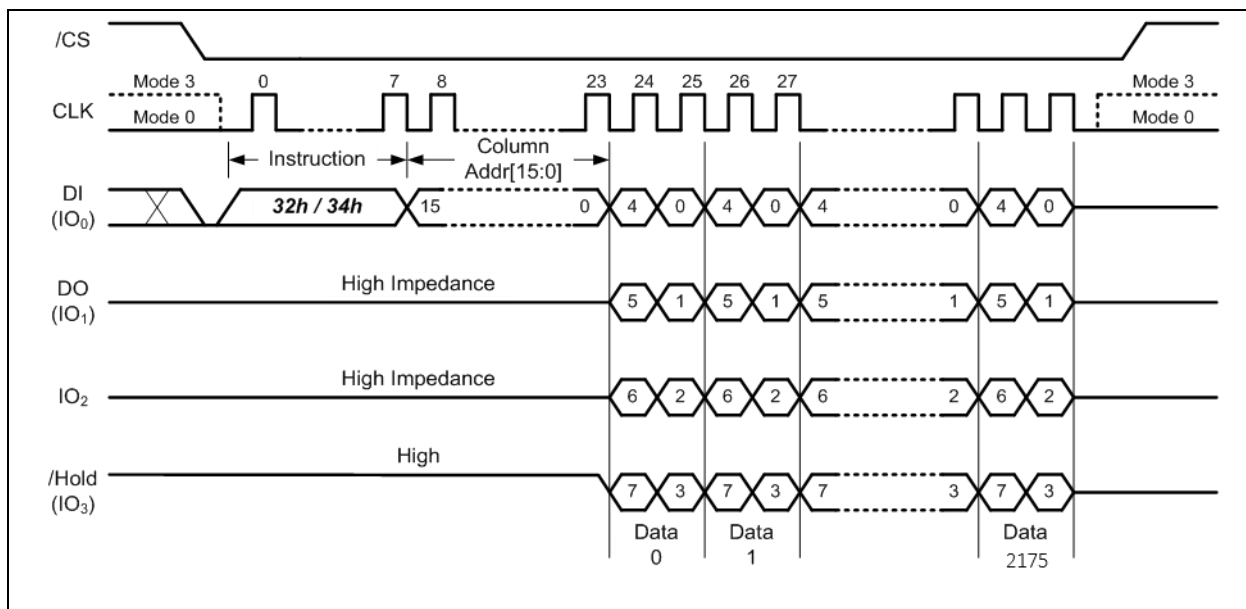 /CS
Mode 3 0 7 8 23 24 25 26 27 Mode 3
CLK
Mode 0 Mode 0
Instruction Column
Addr[15:0]
DI
(IO0)
32h / 34h 15 0 4 0 4 0 4 0 4 0
High Impedance
DO
(IO1)
5 1 5 1 5 1 5 1
High Impedance
IO2
6 2 6 2 6 2 6 2
High
/Hold
(IO3)
7 3 7 3 7 3 7 3
Data Data Data
0 1 2175